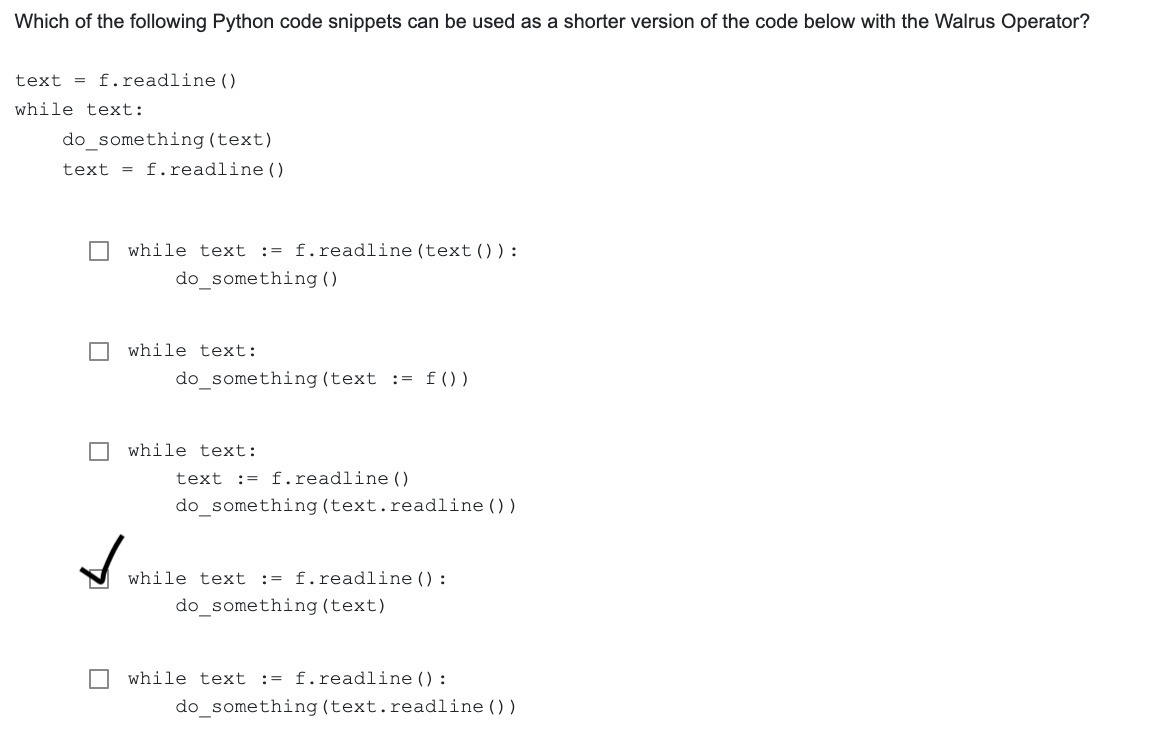 Which of the following Python code snippets can be used as a shorter version of the code below with the Walrus Operator?
text = f.readline()
while text:
    do_something(text)
    text = f.readline()
while text := f.readline(text()):
    do_something()
while text:
    do_something(text := f())
while text:
    text := f.readline()
    do_something(text.readline())
while text := f.readline():
    do_something(text)
while text := f.readline():
    do_something(text.readline())